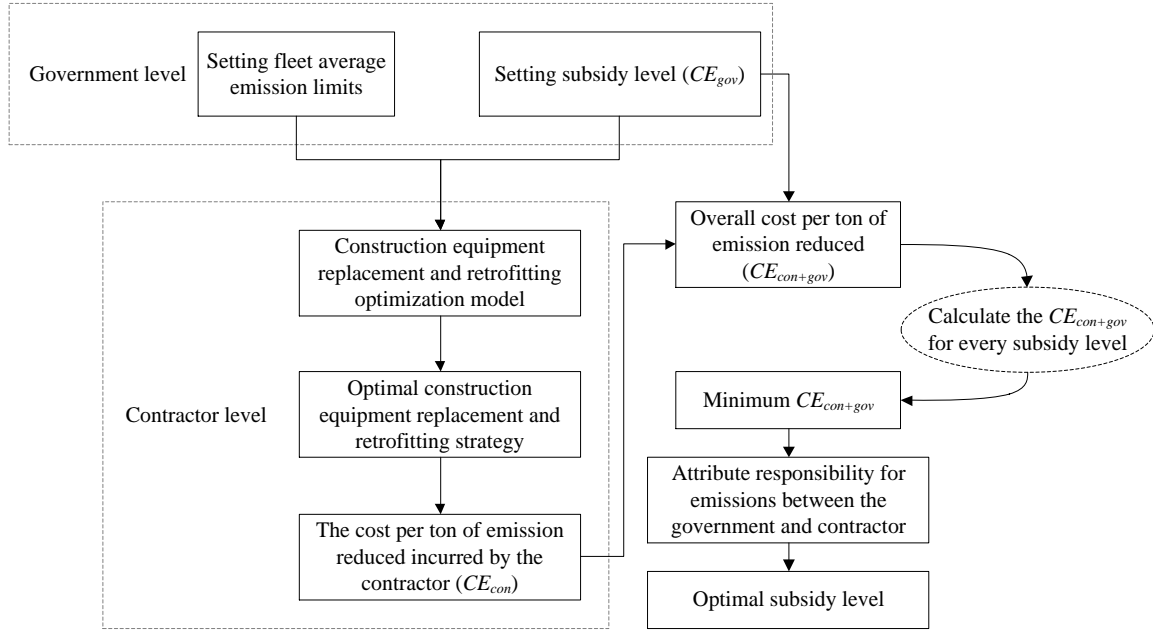 Government level
Setting fleet average
emission limits
Setting subsidy level (CEgov)
Overall cost per ton of
emission reduced
(CEcon+gov)
Construction equipment
replacement and retrofitting
optimization model
Calculate the CEcon+gov
for every subsidy level
Contractor level
Optimal construction
equipment replacement and
retrofitting strategy
Minimum CEcon+gov
Attribute responsibility for
emissions between the
government and contractor
The cost per ton of emission
reduced incurred by the
contractor (CEcon)
Optimal subsidy level